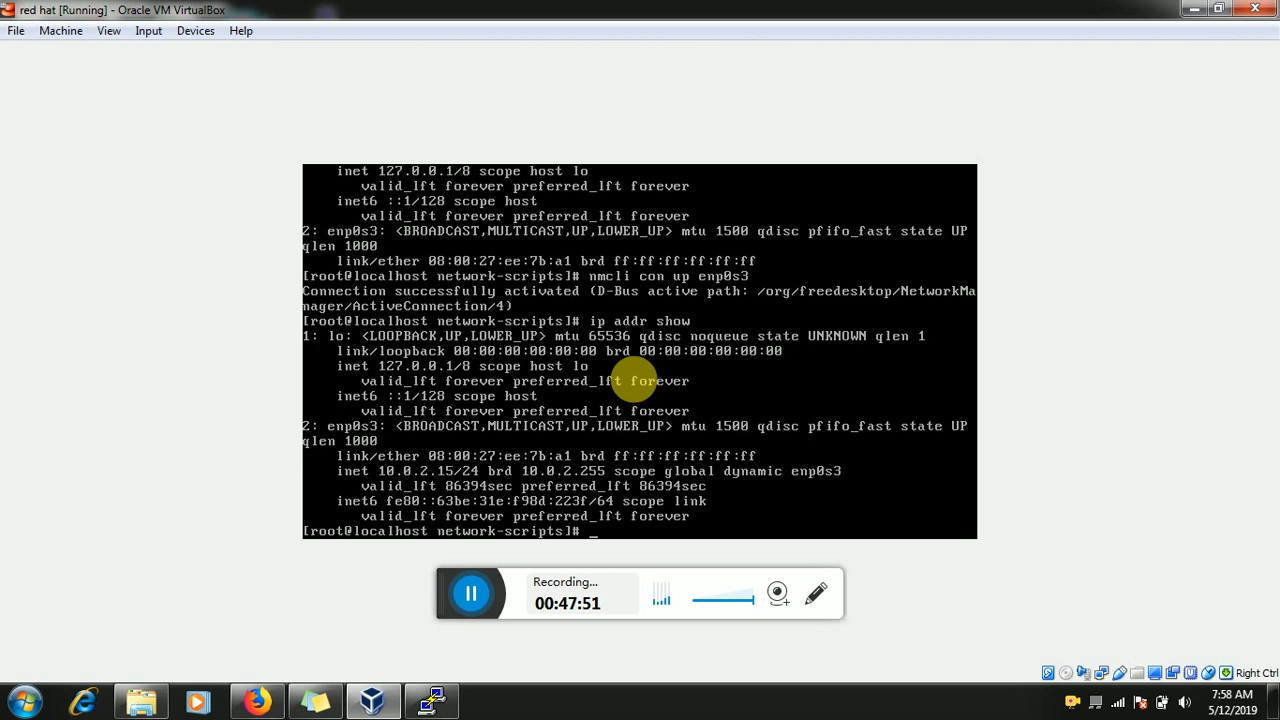 red hat [Running] - Oracle VM VirtualBox
File Machine View Input Devices Help
inet 127.0.0.1/8 scope host lo
valid_lft forever preferred_lft forever
inet6 ::1/128 scope host
valid_lft forever preferred_lft forever
2: enp0s3: <BROADCAST,MULTICAST,UP,LOWER_UP> mtu 1500 qdisc pfifo_fast state UP
qlen 1000
link/ether 08:00:27:ee:7b:a1 brd ff:ff:ff:ff:ff:ff
[root@localhost network-scripts]# nmcli con up enp0s3
Connection successfully activated (D-Bus active path: /org/freedesktop/NetworkMa
nager/ActiveConnection/4)
[root@localhost network-scripts]# ip addr show
1: lo: <LOOPBACK,UP,LOWER_UP> mtu 65536 qdisc noqueue state UNKNOWN qlen 1
link/loopback 00:00:00:00:00:00 brd 00:00:00:00:00:00
inet 127.0.0.1/8 scope host lo
valid_lft forever preferred_lft forever
inet6 ::1/128 scope host
valid_lft forever preferred_lft forever
2: enp0s3: <BROADCAST,MULTICAST,UP,LOWER_UP> mtu 1500 qdisc pfifo_fast state UP
qlen 1000
link/ether 08:00:27:ee:7b:a1 brd ff:ff:ff:ff:ff:ff
inet 10.0.2.15/24 brd 10.0.2.255 scope global dynamic enp0s3
valid_lft 86394sec preferred_lft 86394sec
inet6 fe80::63be:31e:f98d:223f/64 scope link
valid_lft forever preferred_lft forever
[root@localhost network-scripts]# _
Recording...
00:47:51
Right Ctrl
7:58 AM
5/12/2019